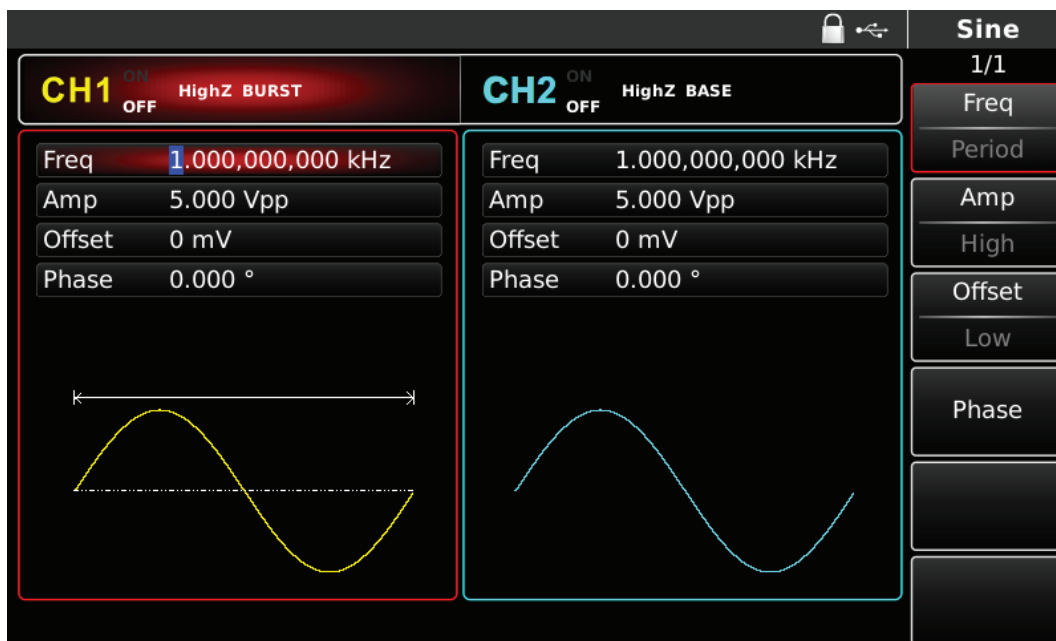 Sine
1/1
CH1 ON OFF HighZ BURST
CH2 ON OFF HighZ BASE
Freq 1.000,000,000 kHz
Amp 5.000 Vpp
Offset 0 mV
Phase 0.000 °
Freq 1.000,000,000 kHz
Amp 5.000 Vpp
Offset 0 mV
Phase 0.000 °
Freq
Period
Amp
High
Offset
Low
Phase